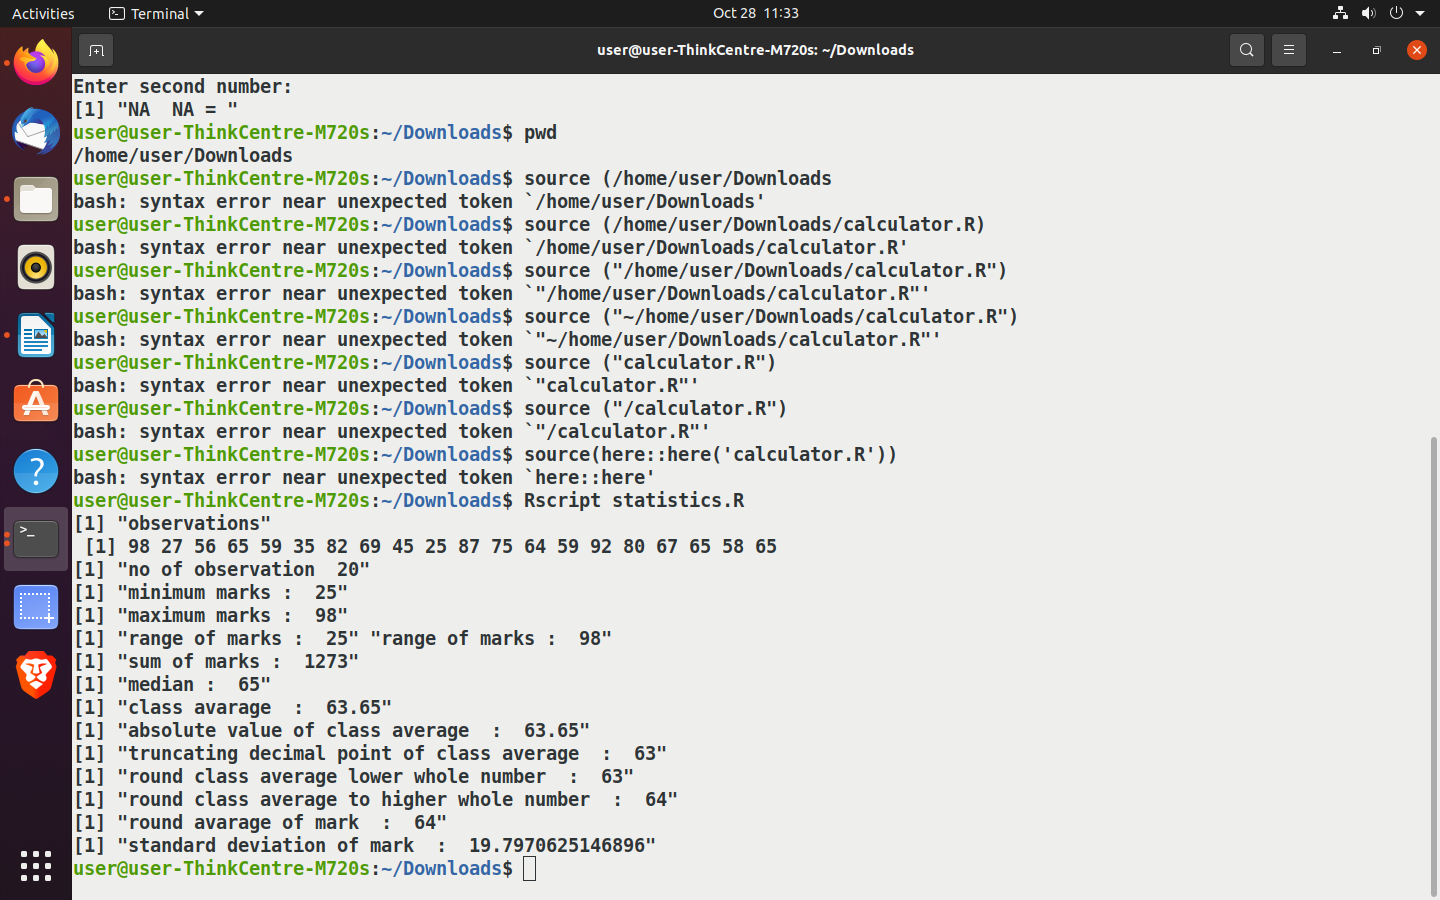 Activities
Terminal
Oct 28 11:33
user@user-ThinkCentre-M720s: ~/Downloads
Enter second number:
[1] "NA  NA = "
user@user-ThinkCentre-M720s:~/Downloads$ pwd
/home/user/Downloads
user@user-ThinkCentre-M720s:~/Downloads$ source (/home/user/Downloads
bash: syntax error near unexpected token `/home/user/Downloads'
user@user-ThinkCentre-M720s:~/Downloads$ source (/home/user/Downloads/calculator.R)
bash: syntax error near unexpected token `/home/user/Downloads/calculator.R'
user@user-ThinkCentre-M720s:~/Downloads$ source ("/home/user/Downloads/calculator.R")
bash: syntax error near unexpected token `"/home/user/Downloads/calculator.R"'
user@user-ThinkCentre-M720s:~/Downloads$ source ("~/home/user/Downloads/calculator.R")
bash: syntax error near unexpected token `"~/home/user/Downloads/calculator.R"'
user@user-ThinkCentre-M720s:~/Downloads$ source ("calculator.R")
bash: syntax error near unexpected token `"calculator.R"'
user@user-ThinkCentre-M720s:~/Downloads$ source ("/calculator.R")
bash: syntax error near unexpected token `"/calculator.R"'
user@user-ThinkCentre-M720s:~/Downloads$ source(here::here('calculator.R'))
bash: syntax error near unexpected token `here::here'
user@user-ThinkCentre-M720s:~/Downloads$ Rscript statistics.R
[1] "observations"
 [1] 98 27 56 65 59 35 82 69 45 25 87 75 64 59 92 80 67 65 58 65
[1] "no of observation  20"
[1] "minimum marks :  25"
[1] "maximum marks :  98"
[1] "range of marks :  25" "range of marks :  98"
[1] "sum of marks :  1273"
[1] "median :  65"
[1] "class avarage  :  63.65"
[1] "absolute value of class average  :  63.65"
[1] "truncating decimal point of class average  :  63"
[1] "round class average lower whole number  :  63"
[1] "round class average to higher whole number  :  64"
[1] "round avarage of mark  :  64"
[1] "standard deviation of mark  :  19.7970625146896"
user@user-ThinkCentre-M720s:~/Downloads$